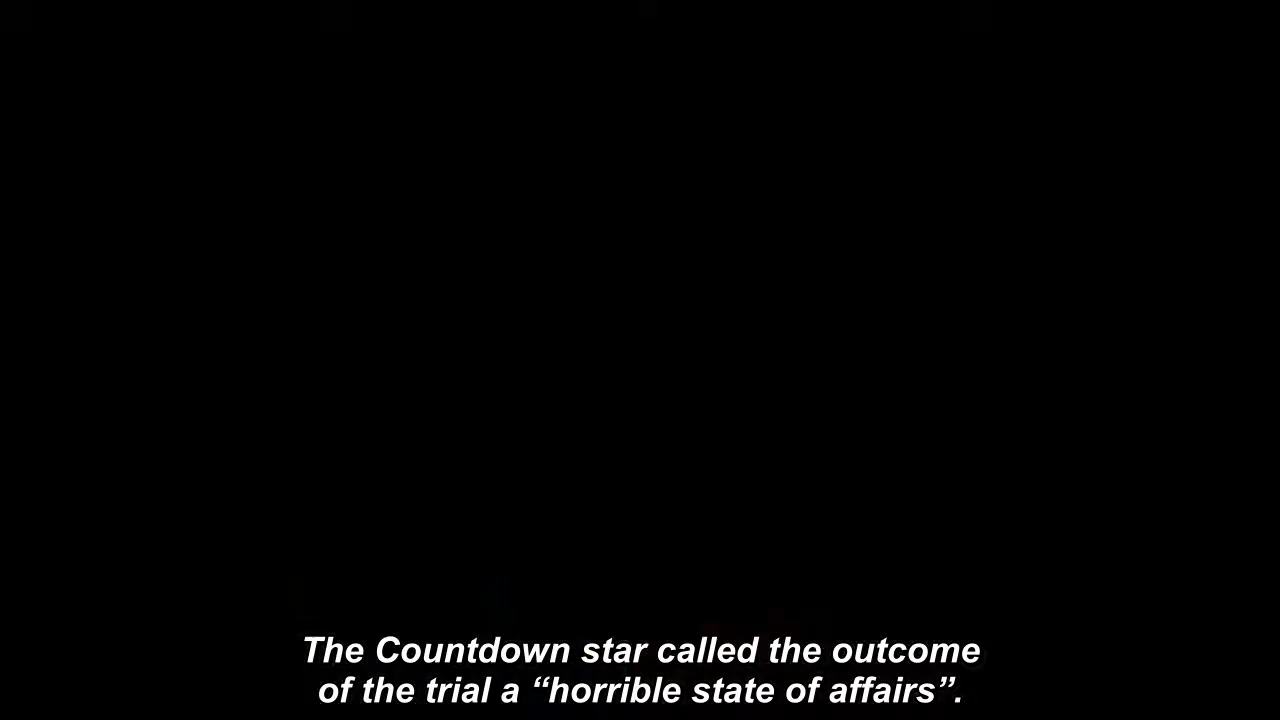 The Countdown star called the outcome
of the trial a “horrible state of affairs”.